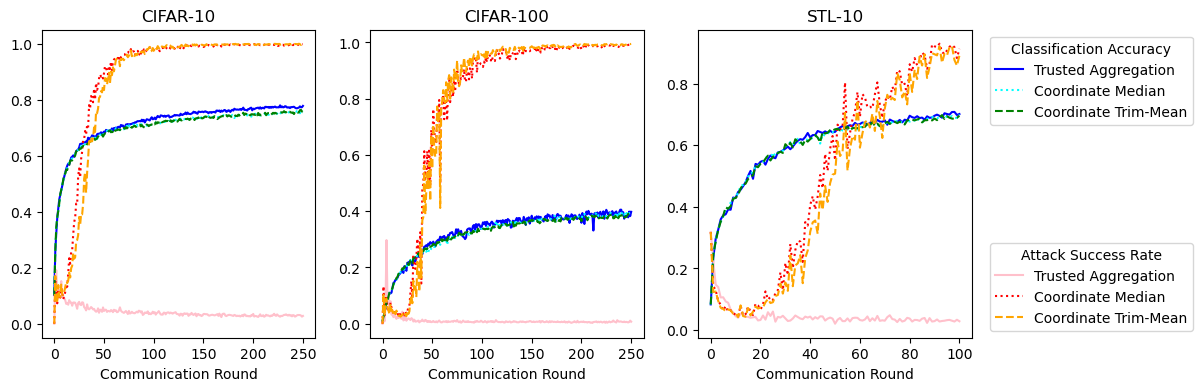 CIFAR-10
1.0
0.8
0.6
0.4
0.2
0.0
0 50 100 150 200 250
Communication Round
CIFAR-100
1.0
0.8
0.6
0.4
0.2
0.0
0 50 100 150 200 250
Communication Round
STL-10
0.8
0.6
0.4
0.2
0.0
0 20 40 60 80 100
Communication Round
Classification Accuracy
Trusted Aggregation
Coordinate Median
Coordinate Trim-Mean
Attack Success Rate
Trusted Aggregation
Coordinate Median
Coordinate Trim-Mean